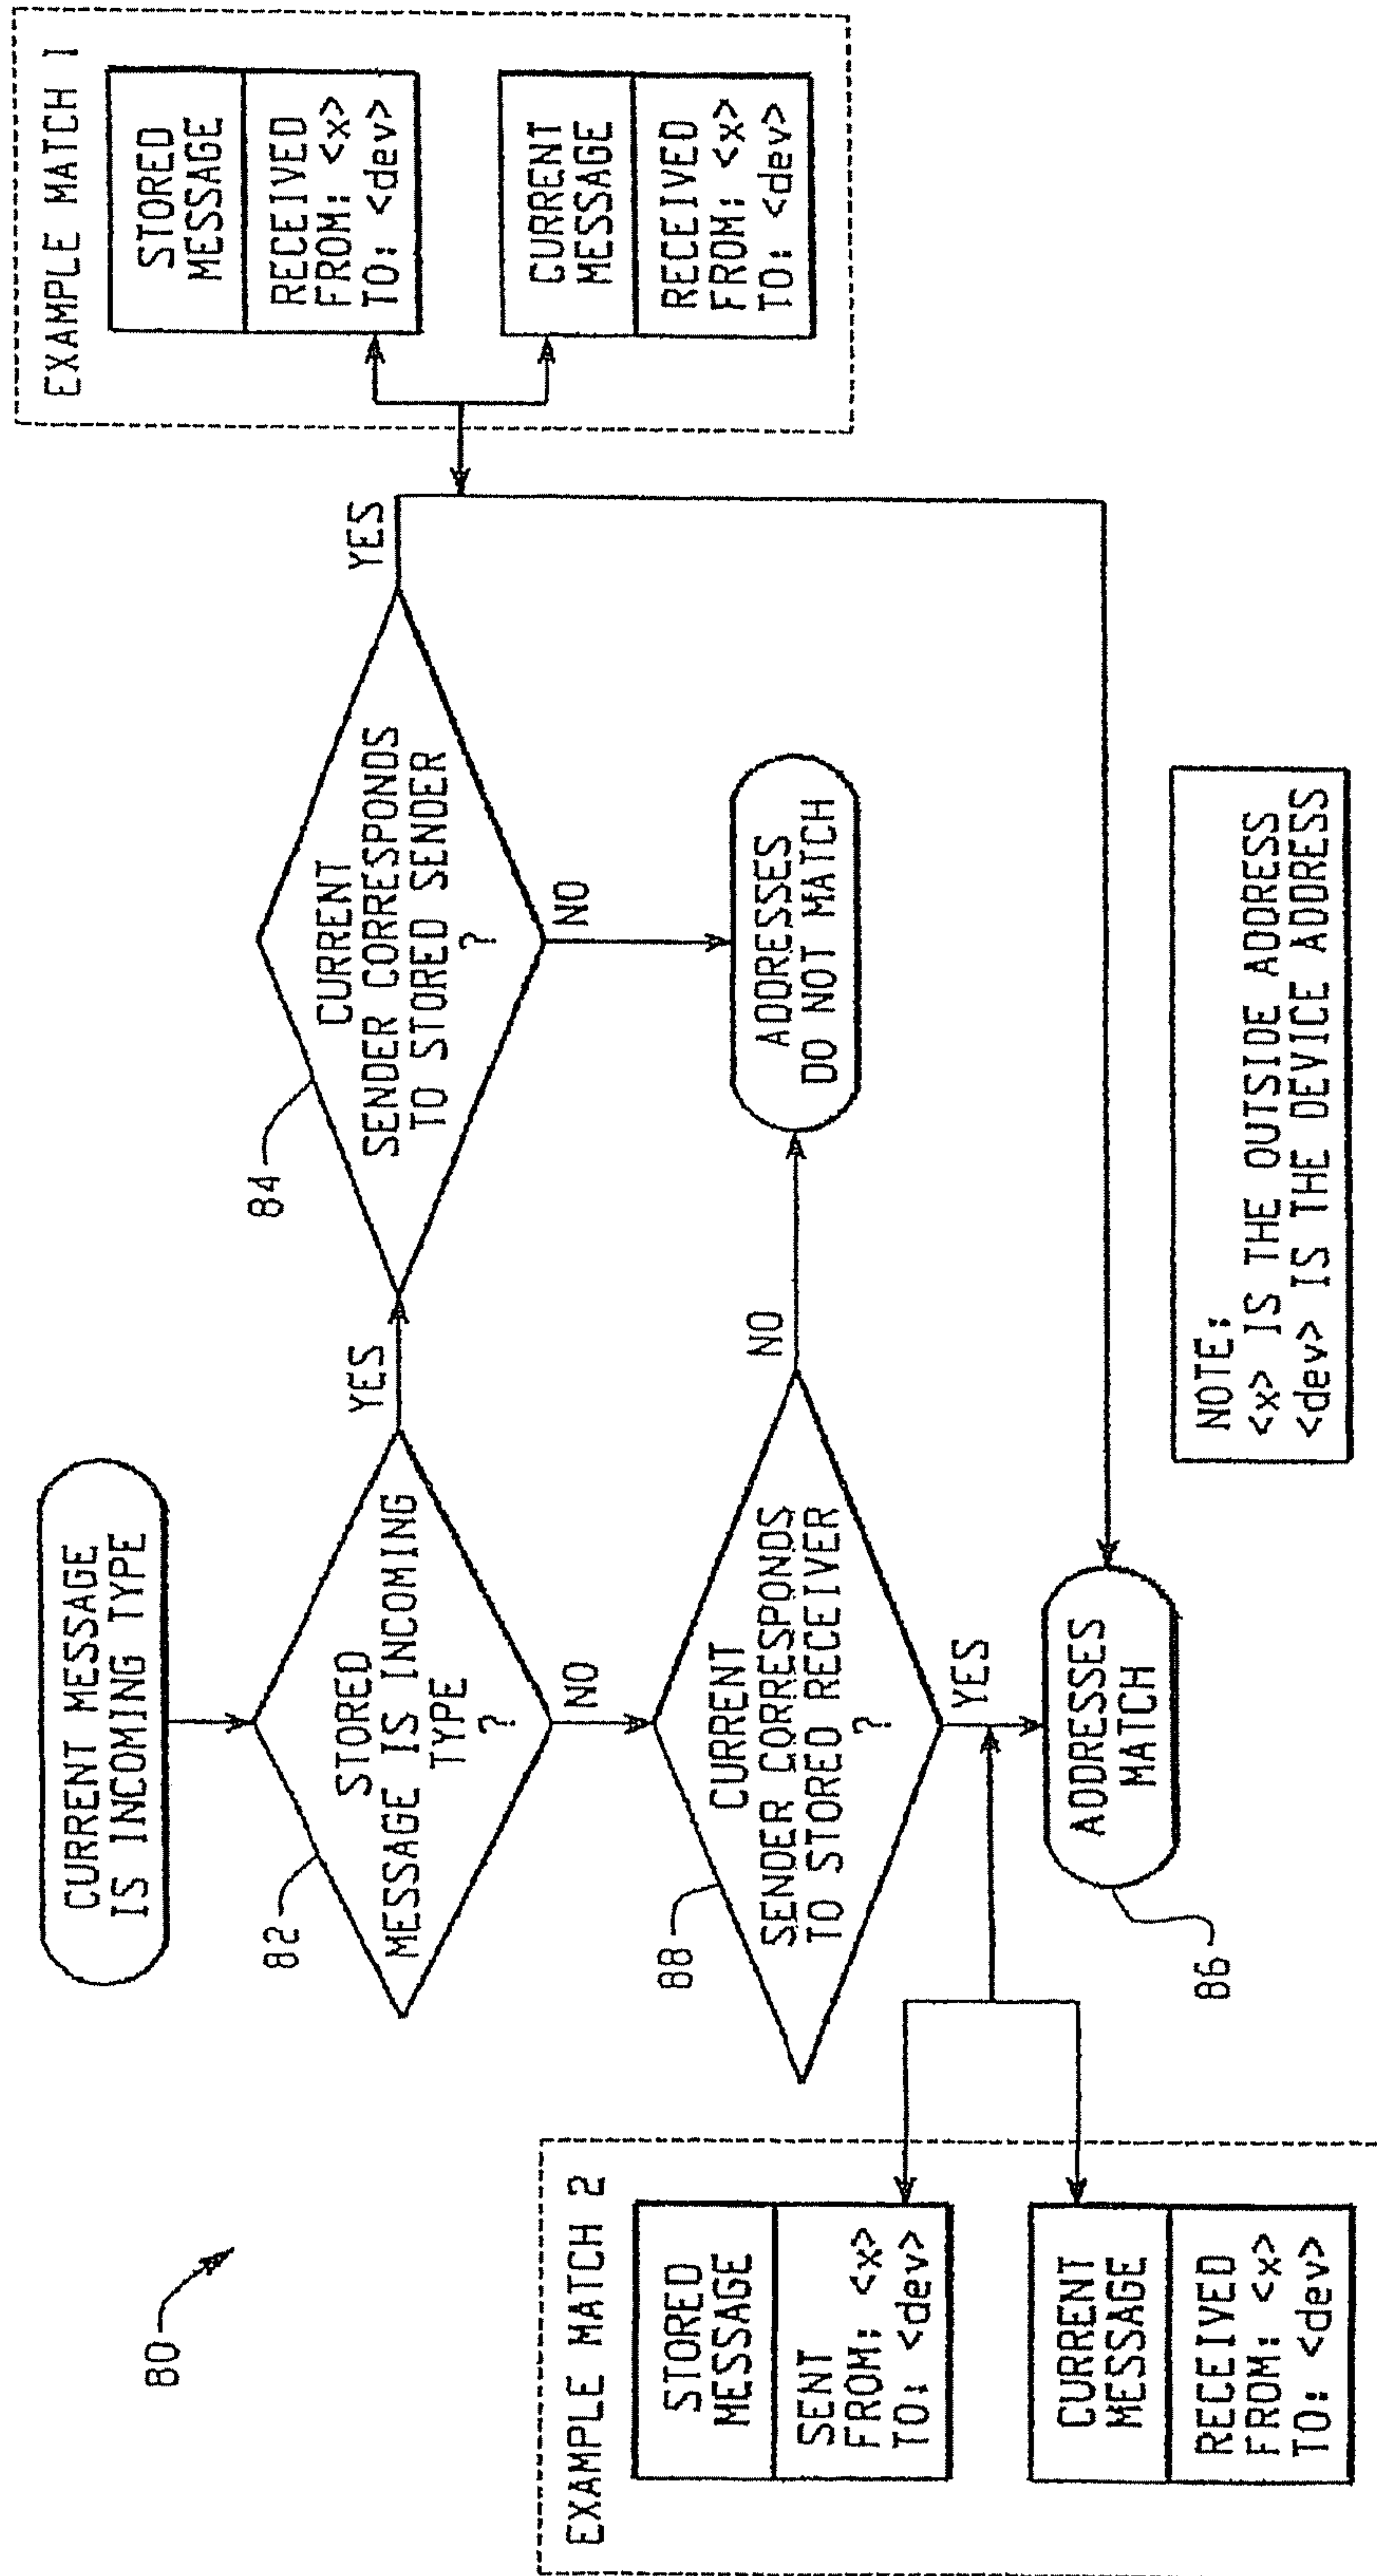 80
CURRENT MESSAGE
IS INCOMING TYPE
82
STORED
MESSAGE IS INCOMING
TYPE
?
YES
NO
84
CURRENT
SENDER CORRESPONDS
TO STORED SENDER
?
YES
NO
EXAMPLE MATCH 1
STORED
MESSAGE
RECEIVED
FROM: <x>
TO: <dev>
CURRENT
MESSAGE
RECEIVED
FROM: <x>
TO: <dev>
88
CURRENT
SENDER CORRESPONDS
TO STORED RECEIVER
?
NO
YES
ADDRESSES
DO NOT MATCH
EXAMPLE MATCH 2
STORED
MESSAGE
SENT
FROM: <x>
TO: <dev>
CURRENT
MESSAGE
RECEIVED
FROM: <x>
TO: <dev>
ADDRESSES
MATCH
86
NOTE:
<x> IS THE OUTSIDE ADDRESS
<dev> IS THE DEVICE ADDRESS